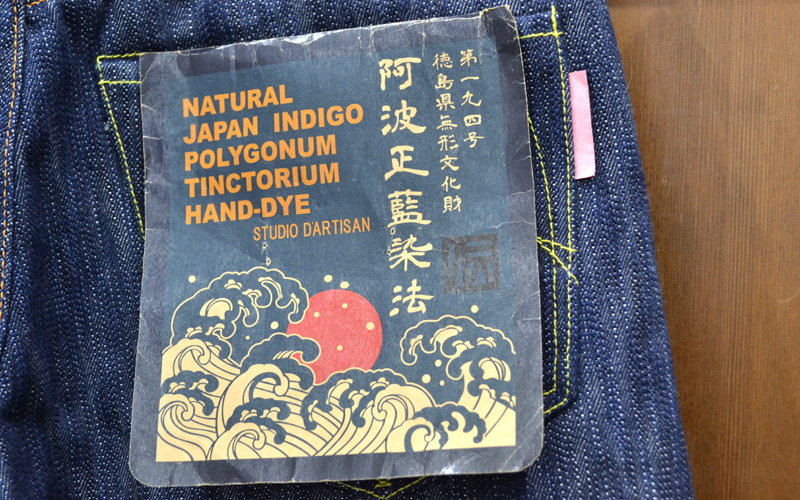 NATURAL
JAPAN INDIGO
POLYGONUM
TINCTORIUM
HAND-DYE
STUDIO D'ARTISAN
第一九四号
徳島県無形文化財
阿波正藍染法